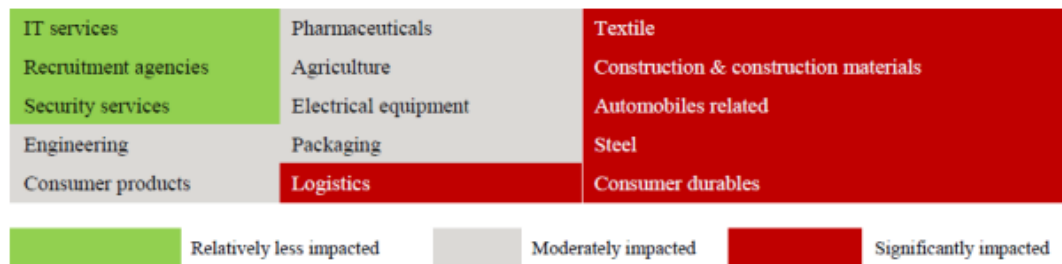 IT services Pharmaceuticals Textile
Recruitment agencies Agriculture Construction & construction materials
Security services Electrical equipment Automobiles related
Engineering Packaging Steel
Consumer products Logistics Consumer durables
Relatively less impacted Moderately impacted Significantly impacted